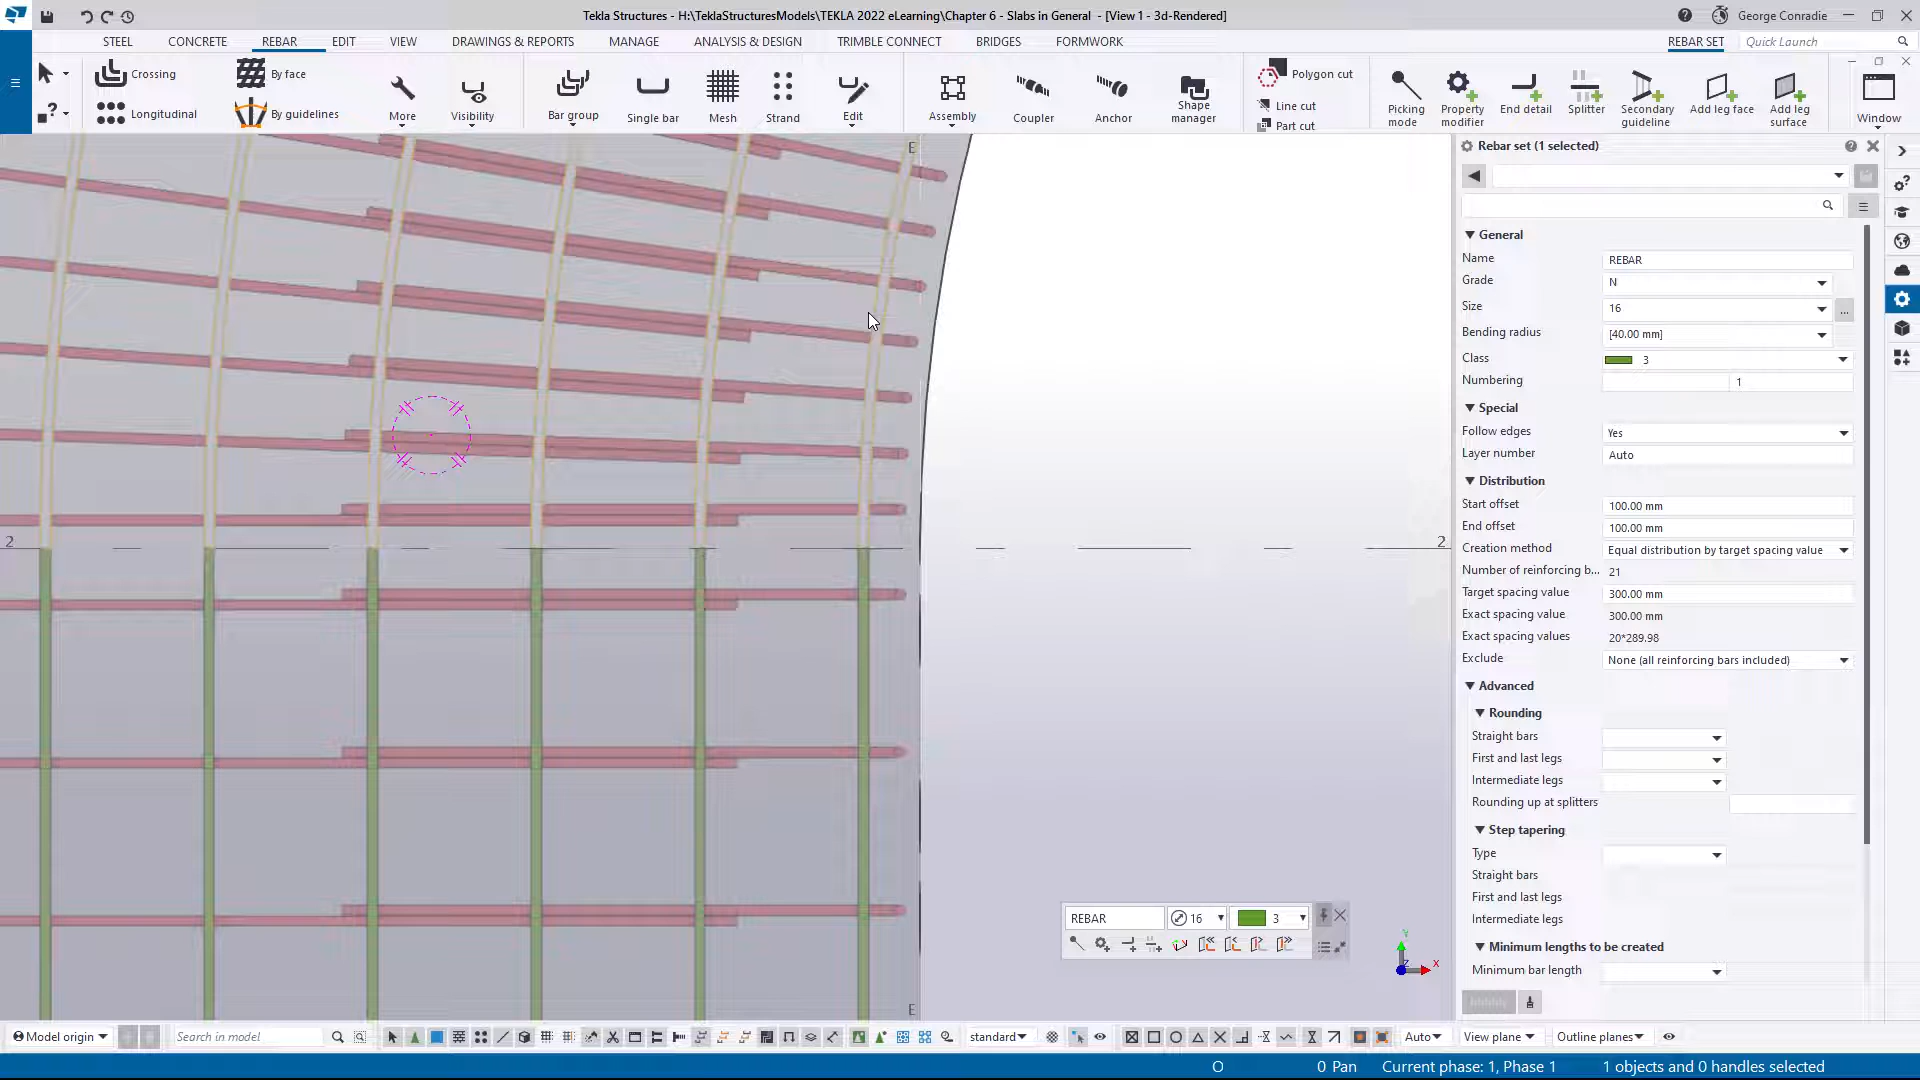 Tekla Structures - H:\TeklaStructuresModels\TEKLA 2022 eLearning\Chapter 6 - Slabs in General - [View 1 - 3d-Rendered]
George Conradie
STEEL CONCRETE REBAR EDIT VIEW DRAWINGS & REPORTS MANAGE ANALYSIS & DESIGN TRIMBLE CONNECT BRIDGES FORMWORK REBAR SET Quick Launch
Crossing
Longitudinal
By face
By guidelines
More
Visibility
Bar group
Single bar
Mesh
Strand
Edit
Assembly
Coupler
Anchor
Shape manager
Polygon cut
Line cut
Part cut
Picking mode
Property modifier
End detail
Splitter
Secondary guideline
Add leg face
Add leg surface
Window
E
2
2
E
Rebar set (1 selected)
General
Name REBAR
Grade N
Size 16 ...
Bending radius [40.00 mm]
Class 3
Numbering 1
Special
Follow edges Yes
Layer number Auto
Distribution
Start offset 100.00 mm
End offset 100.00 mm
Creation method Equal distribution by target spacing value
Number of reinforcing b... 21
Target spacing value 300.00 mm
Exact spacing value 300.00 mm
Exact spacing values 20*289.98
Exclude None (all reinforcing bars included)
Advanced
Rounding
Straight bars
First and last legs
Intermediate legs
Rounding up at splitters
Step tapering
Type
Straight bars
First and last legs
Intermediate legs
Minimum lengths to be created
Minimum bar length
REBAR 16 3
Y
Z
X
Model origin Search in model standard Auto View plane Outline planes
O 0 Pan Current phase: 1, Phase 1 1 objects and 0 handles selected